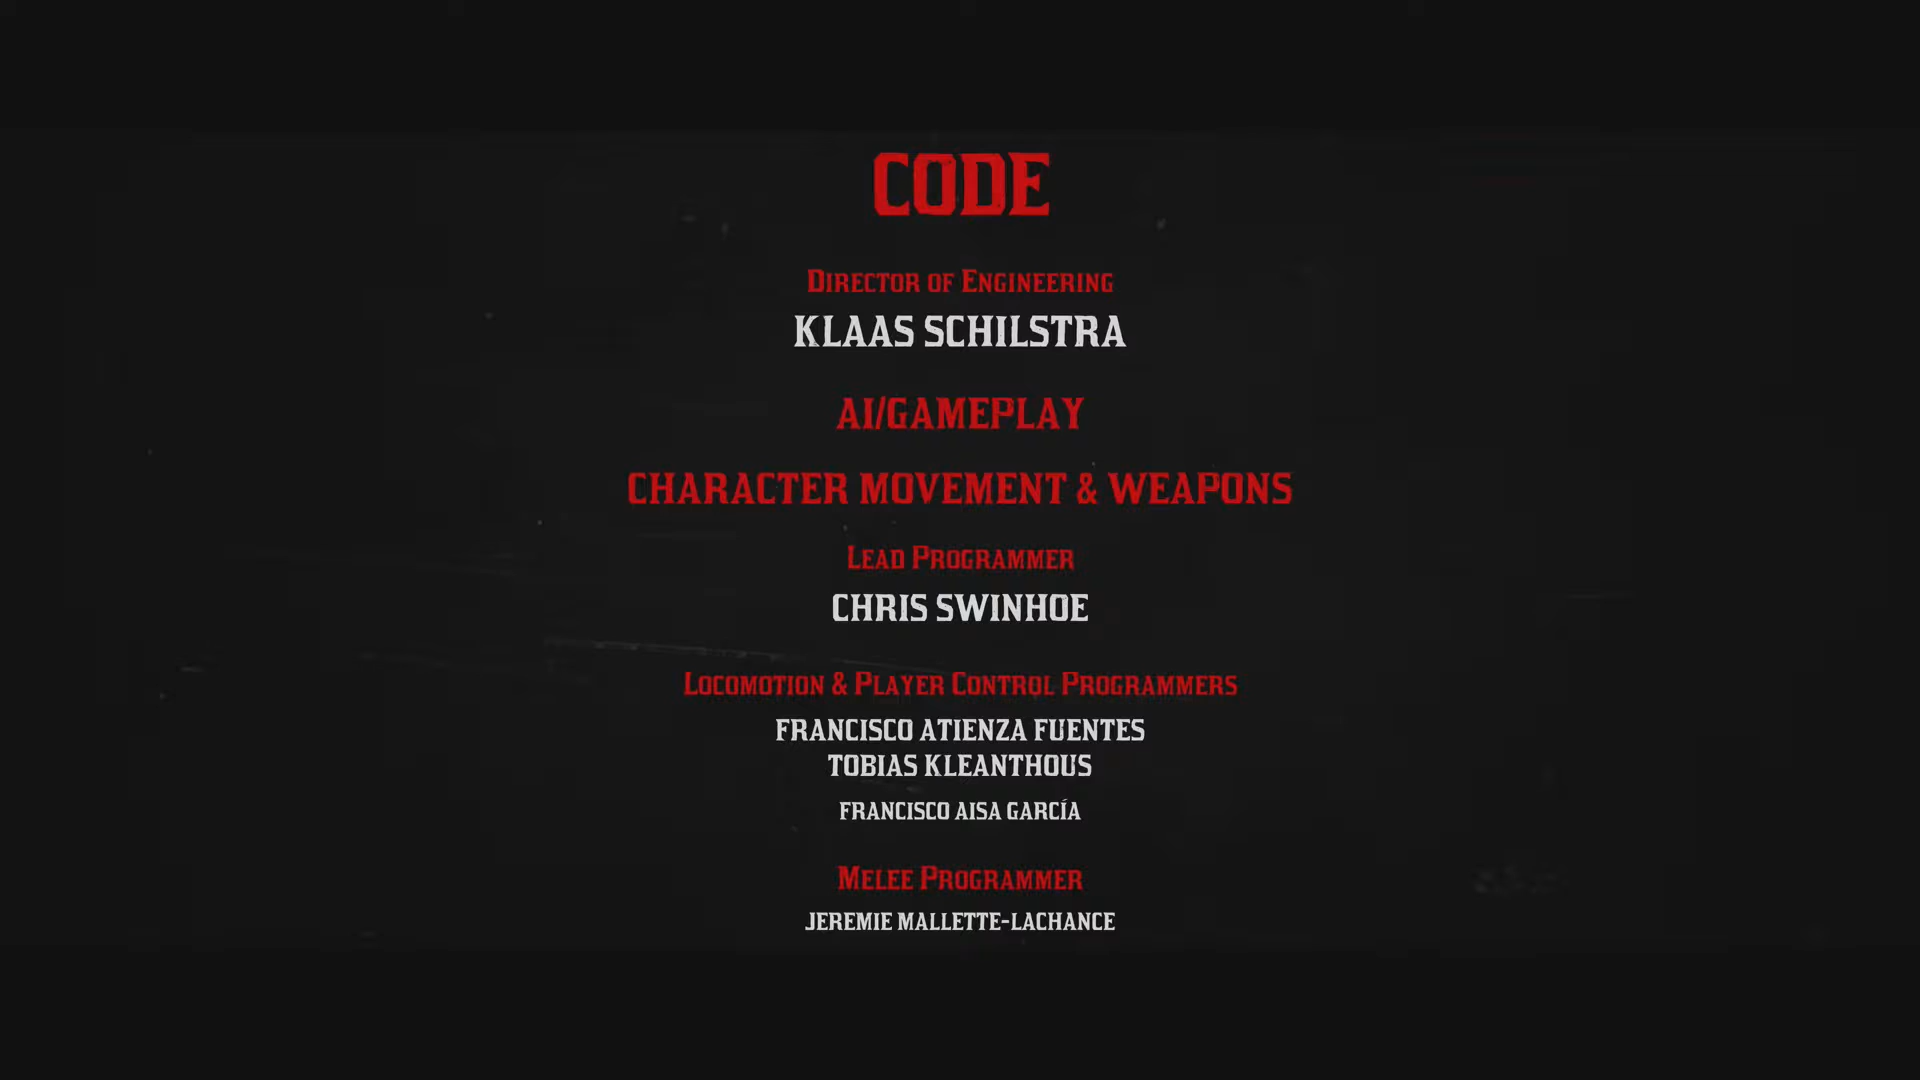 CODE
DIRECTOR OF ENGINEERING
KLAAS SCHILSTRA
AI/GAMEPLAY
CHARACTER MOVEMENT & WEAPONS
LEAD PROGRAMMER
CHRIS SWINHOE
LOCOMOTION & PLAYER CONTROL PROGRAMMERS
FRANCISCO ATIENZA FUENTES
TOBIAS KLEANTHOUS
FRANCISCO AISA GARCÍA
MELEE PROGRAMMER
JEREMIE MALLETTE-LACHANCE